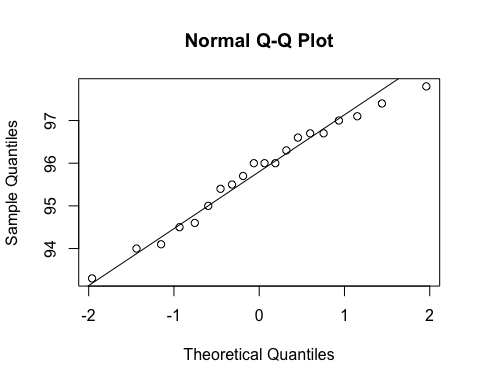 Normal Q-Q Plot
Sample Quantiles
97
96
95
94
-2 -1 0 1 2
Theoretical Quantiles